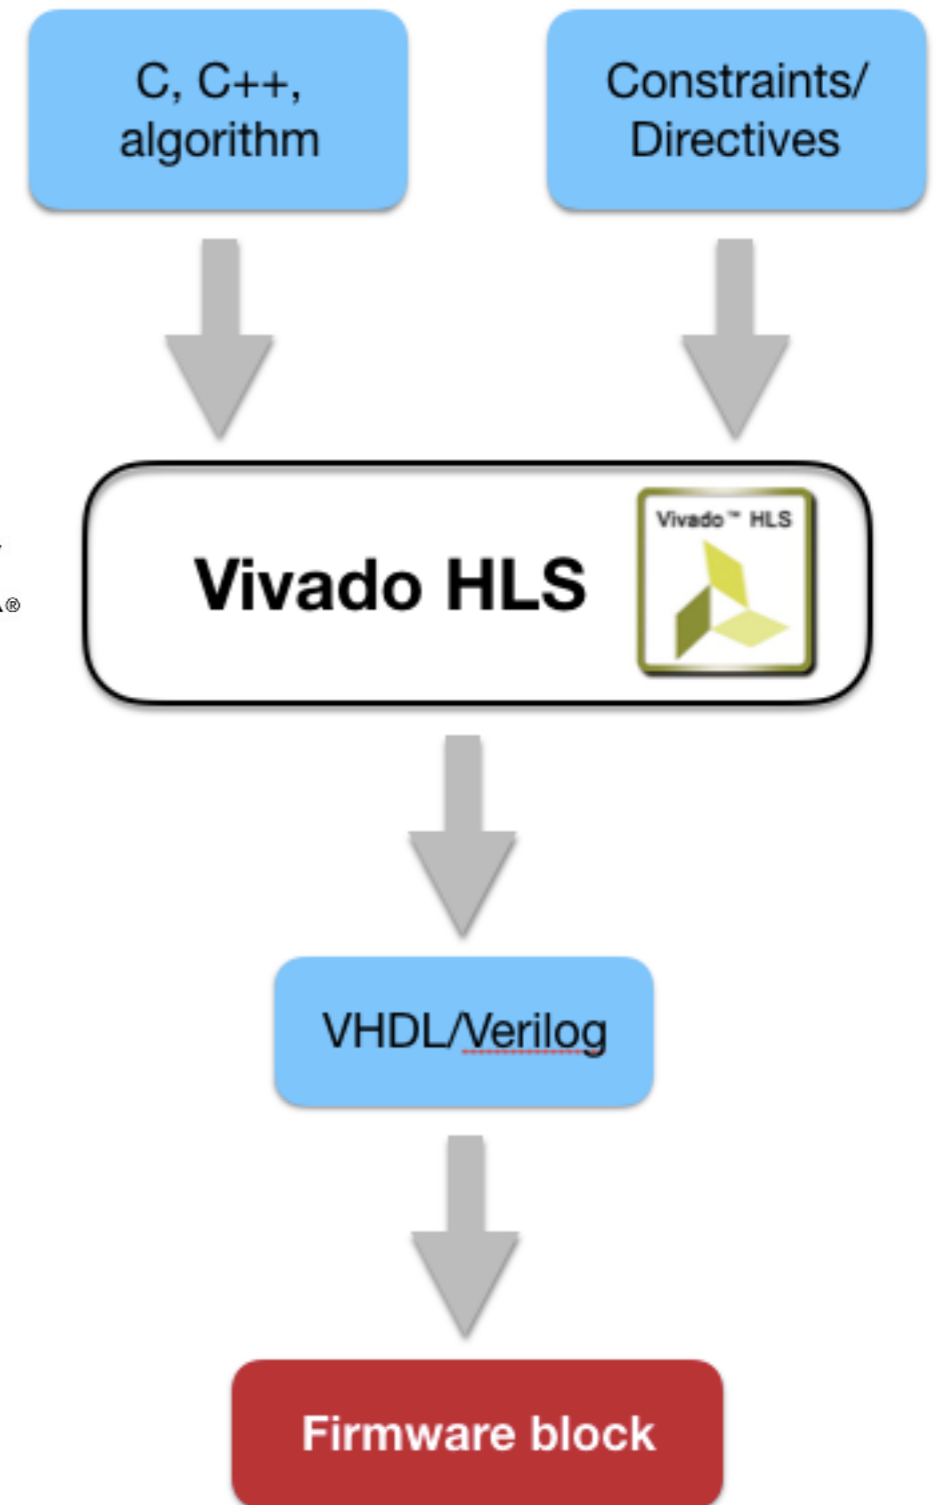 C, C++,
algorithm
Constraints/
Directives
Vivado HLS
Vivado™ HLS
®
VHDL/Verilog
Firmware block